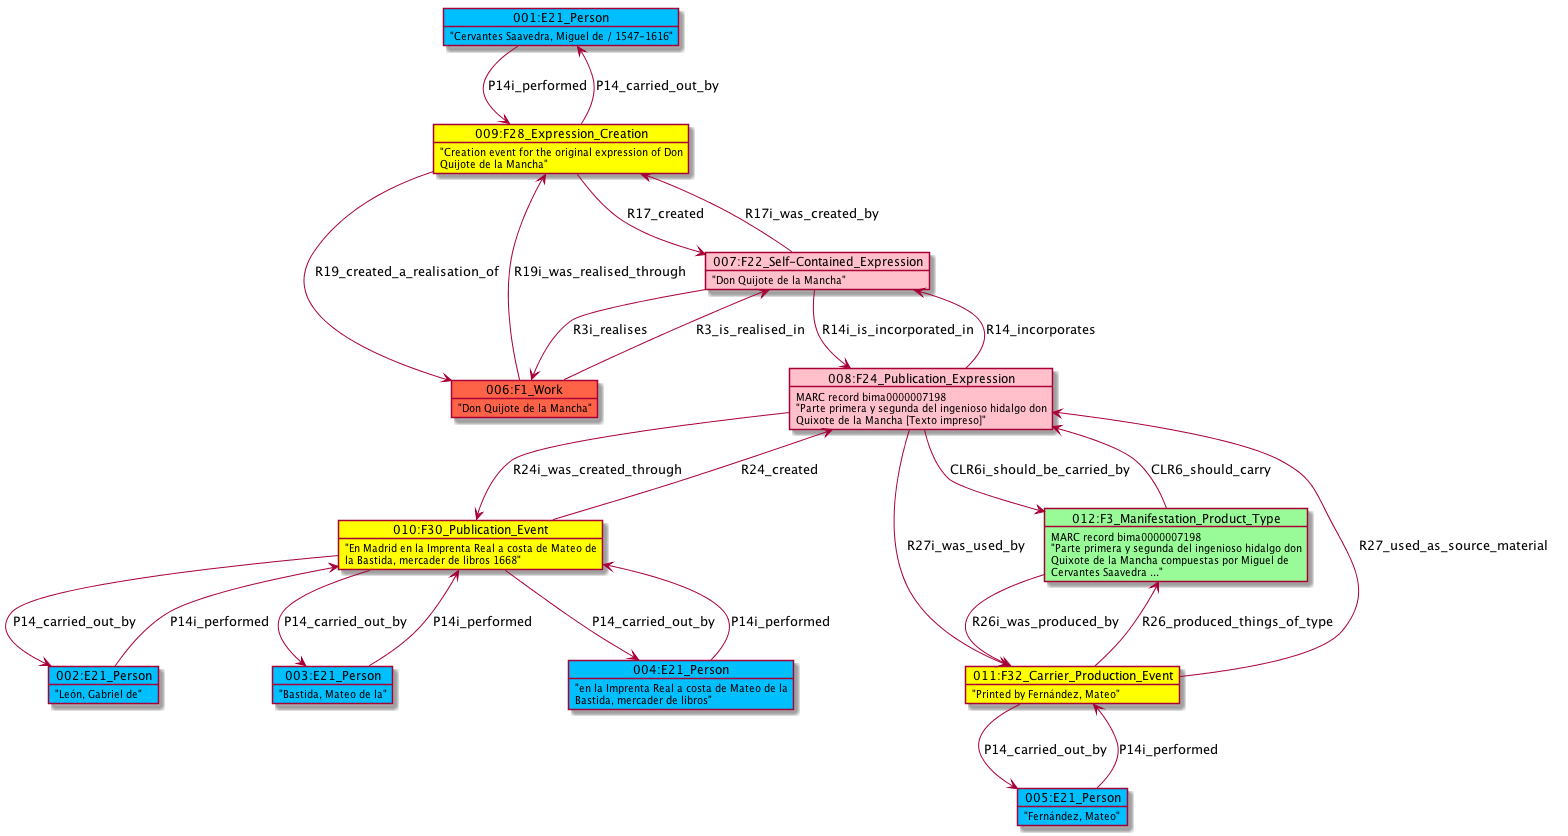 001:E21_Person
"Cervantes Saavedra, Miguel de / 1547-1616"
P14i_performed
P14_carried_out_by
009:F28_Expression_Creation
"Creation event for the original expression of Don
Quijote de la Mancha"
R17_created
R17i_was_created_by
007:F22_Self-Contained_Expression
"Don Quijote de la Mancha"
R19_created_a_realisation_of
R19i_was_realised_through
R3i_realises
R3_is_realised_in
R14i_is_incorporated_in
R14_incorporates
006:F1_Work
"Don Quijote de la Mancha"
008:F24_Publication_Expression
MARC record bima0000007198
"Parte primera y segunda del ingenioso hidalgo don
Quixote de la Mancha [Texto impreso]"
R24i_was_created_through
R24_created
CLR6i_should_be_carried_by
CLR6_should_carry
010:F30_Publication_Event
"En Madrid en la Imprenta Real a costa de Mateo de
la Bastida, mercader de libros 1668"
R27i_was_used_by
012:F3_Manifestation_Product_Type
MARC record bima0000007198
"Parte primera y segunda del ingenioso hidalgo don
Quixote de la Mancha compuestas por Miguel de
Cervantes Saavedra ..."
R27_used_as_source_material
P14_carried_out_by
P14i_performed
P14_carried_out_by
P14i_performed
P14_carried_out_by
P14i_performed
R26i_was_produced_by
R26_produced_things_of_type
002:E21_Person
"León, Gabriel de"
003:E21_Person
"Bastida, Mateo de la"
004:E21_Person
"en la Imprenta Real a costa de Mateo de la
Bastida, mercader de libros"
011:F32_Carrier_Production_Event
"Printed by Fernández, Mateo"
P14_carried_out_by
P14i_performed
005:E21_Person
"Fernández, Mateo"